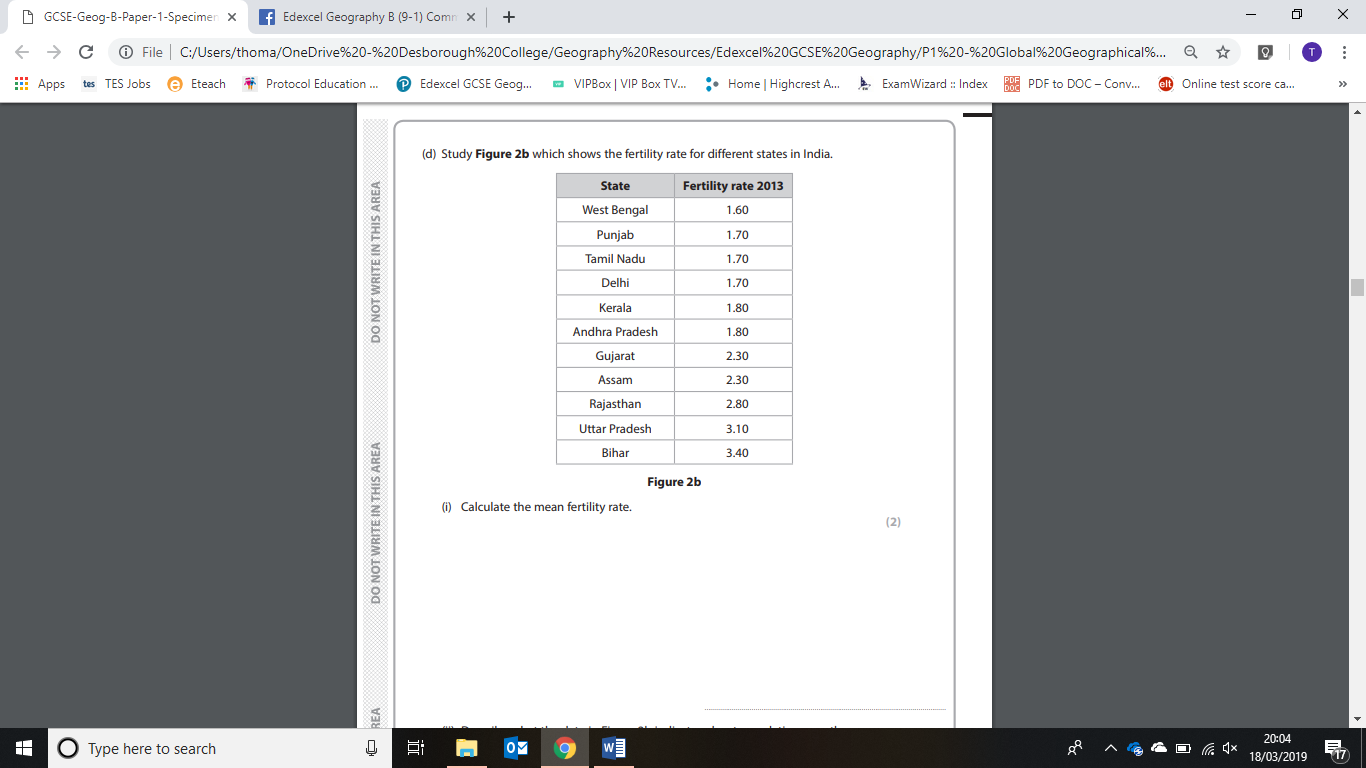 GCSE-Geog-B-Paper-1-Specimen
Edexcel Geography B (9-1) Comm
File
C:/Users/thoma/OneDrive%20-%20Desborough%20College/Geography%20Resources/Edexcel%20GCSE%20Geography/P1%20-%20Global%20Geographical%...
T
Apps
tes TES Jobs
e Eteach
Protocol Education ...
P Edexcel GCSE Geog...
VIPBox | VIP Box TV...
Home | Highcrest A...
ExamWizard :: Index
PDF DOC PDF to DOC – Conv...
elt Online test score ca...
»
DO NOT WRITE IN THIS AREA
DO NOT WRITE IN THIS AREA
REA
(d) Study Figure 2b which shows the fertility rate for different states in India.
State Fertility rate 2013
West Bengal 1.60
Punjab 1.70
Tamil Nadu 1.70
Delhi 1.70
Kerala 1.80
Andhra Pradesh 1.80
Gujarat 2.30
Assam 2.30
Rajasthan 2.80
Uttar Pradesh 3.10
Bihar 3.40
Figure 2b
(i) Calculate the mean fertility rate.
(2)
Type here to search
20:04
18/03/2019
17